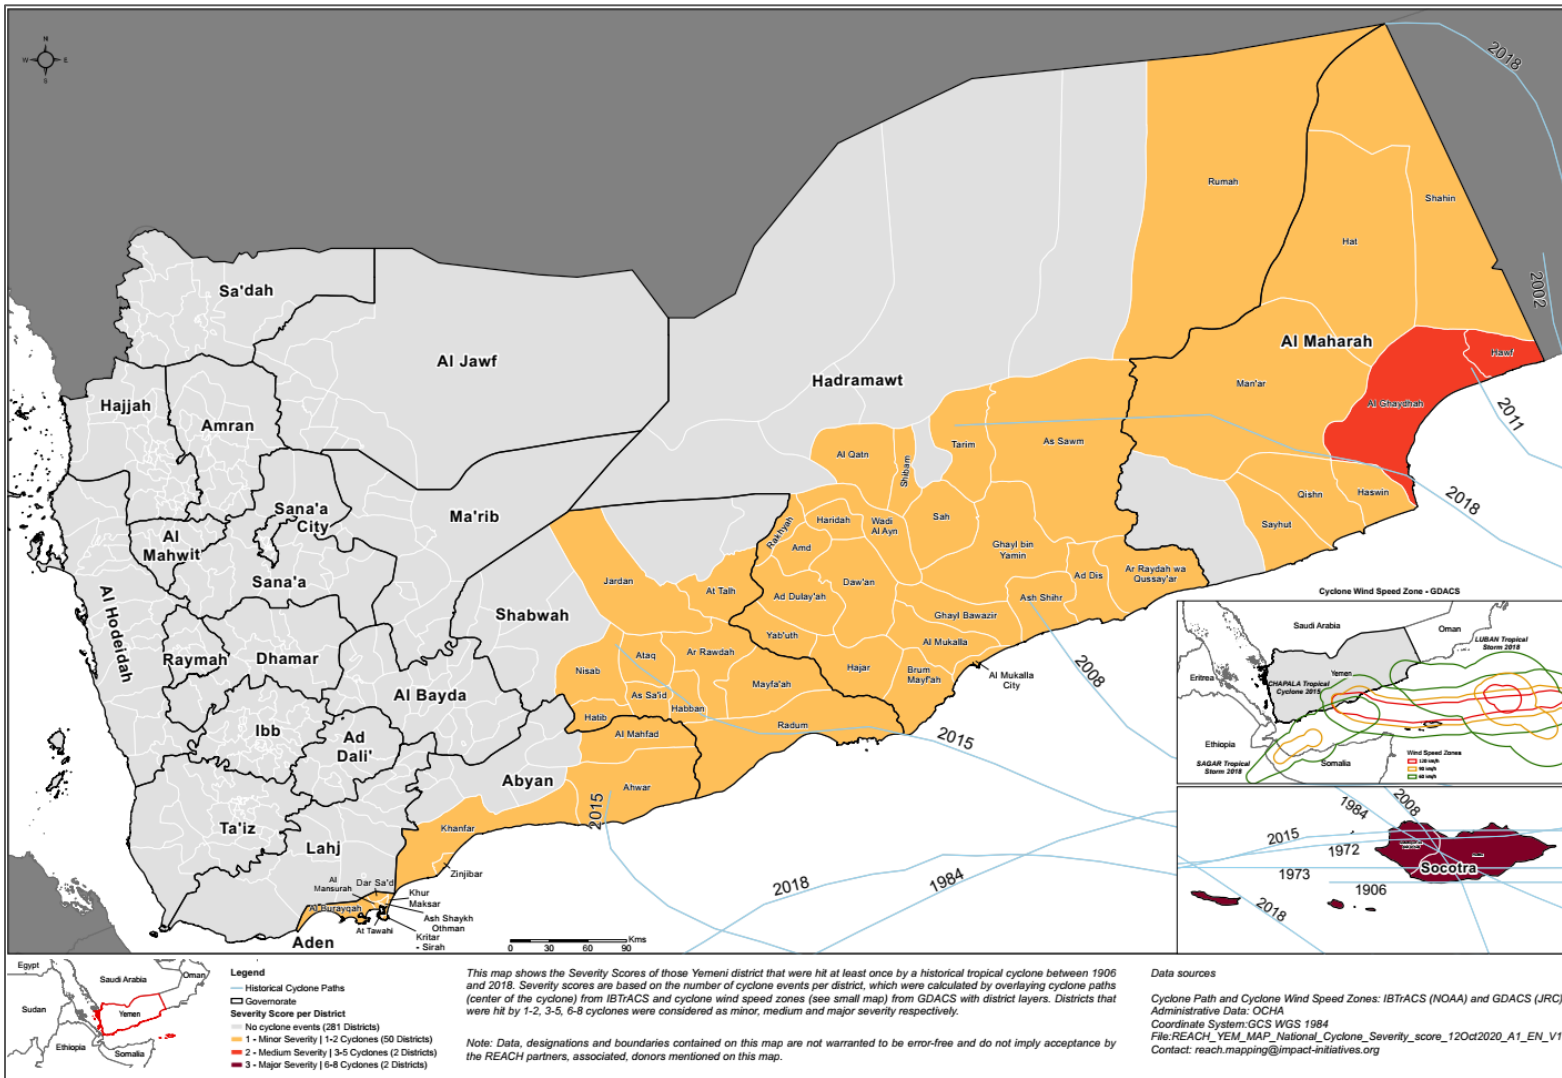 N
W
E
S
2018
Rumah
Shahin
Hat
2002
Sa'dah
Al Jawf
Al Maharah
Hawf
Hadramawt
Man'ar
Hajjah
Amran
Al Ghaydhah
2011
Al Qatn
Shibam
Tarim
As Sawm
Sana'a
City
Ma'rib
Qishn
Haswin
2018
Sayhut
Al
Mahwit
Rakhyah
Haridah
Wadi
Al Ayn
Sah
Amd
Ghayl bin
Yamin
Sana'a
Jardan
At Talh
Daw'an
Ad Dis
Ar Raydah wa
Qussay'ar
Al Hodeidah
Shabwah
Ad Dulay'ah
Ash Shihr
Ghayl Bawazir
Yab'uth
Al Mukalla
Raymah
Dhamar
Ataq
Ar Rawdah
Nisab
Hajar
Brum
Mayf'ah
Al Mukalla
City
2008
Al Bayda
As Sa'id
Mayfa'ah
Habban
Hatib
Radum
Ibb
Ad
Dali'
Al Mahfad
2015
Abyan
Ahwar
2015
Ta'iz
Khanfar
Lahj
Zinjibar
Al
Mansurah
Dar Sa'd
Khur
Maksar
Al Burayqah
Ash Shaykh
Othman
At Tawahi
Kritar
- Sirah
Aden
2018
1984
Kms
0 30 60 90
Cyclone Wind Speed Zone - GDACS
Saudi Arabia
Oman
LUBAN Tropical
Storm 2018
Eritrea
Yemen
CHAPALA Tropical
Cyclone 2015
Ethiopia
SAGAR Tropical
Storm 2018
Somalia
Wind Speed Zones
120 km/h
90 km/h
60 km/h
1984
2008
2015
1972
1973
Socotra
1906
2018
Egypt
Saudi Arabia
Oman
Sudan
Yemen
Ethiopia
Somalia
Legend
Historical Cyclone Paths
Governorate
Severity Score per District
No cyclone events (281 Districts)
1 - Minor Severity | 1-2 Cyclones (50 Districts)
2 - Medium Severity | 3-5 Cyclones (2 Districts)
3 - Major Severity | 6-8 Cyclones (2 Districts)
This map shows the Severity Scores of those Yemeni district that were hit at least once by a historical tropical cyclone between 1906
and 2018. Severity scores are based on the number of cyclone events per district, which were calculated by overlaying cyclone paths
(center of the cyclone) from IBTrACS and cyclone wind speed zones (see small map) from GDACS with district layers. Districts that
were hit by 1-2, 3-5, 6-8 cyclones were considered as minor, medium and major severity respectively.
Note: Data, designations and boundaries contained on this map are not warranted to be error-free and do not imply acceptance by
the REACH partners, associated, donors mentioned on this map.
Data sources
Cyclone Path and Cyclone Wind Speed Zones: IBTrACS (NOAA) and GDACS (JRC)
Administrative Data: OCHA
Coordinate System:GCS WGS 1984
File:REACH_YEM_MAP_National_Cyclone_Severity_score_12Oct2020_A1_EN_V1
Contact: reach.mapping@impact-initiatives.org